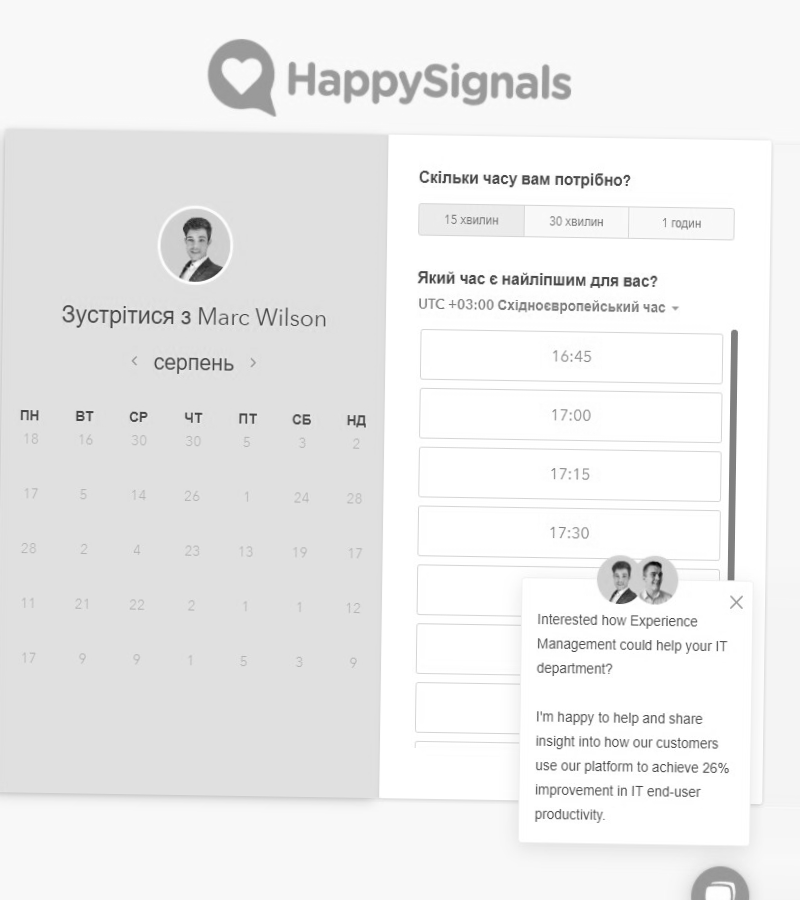 HappySignals
Зустрітися з Marc Wilson
серпень
ПН ВТ СР ЧТ ПТ СБ НД
18 16 30 30 5 3 2
17 5 14 26 1 24 28
28 2 4 23 13 19 17
11 21 22 2 1 1 12
17 9 9 1 5 3 9
Скільки часу вам потрібно?
15 хвилин 30 хвилин 1 годин
Який час є найліпшим для вас?
UTC +03:00 Східноєвропейський час
16:45
17:00
17:15
17:30
Interested how Experience
Management could help your IT
department?
I'm happy to help and share
insight into how our customers
use our platform to achieve 26%
improvement in IT end-user
productivity.